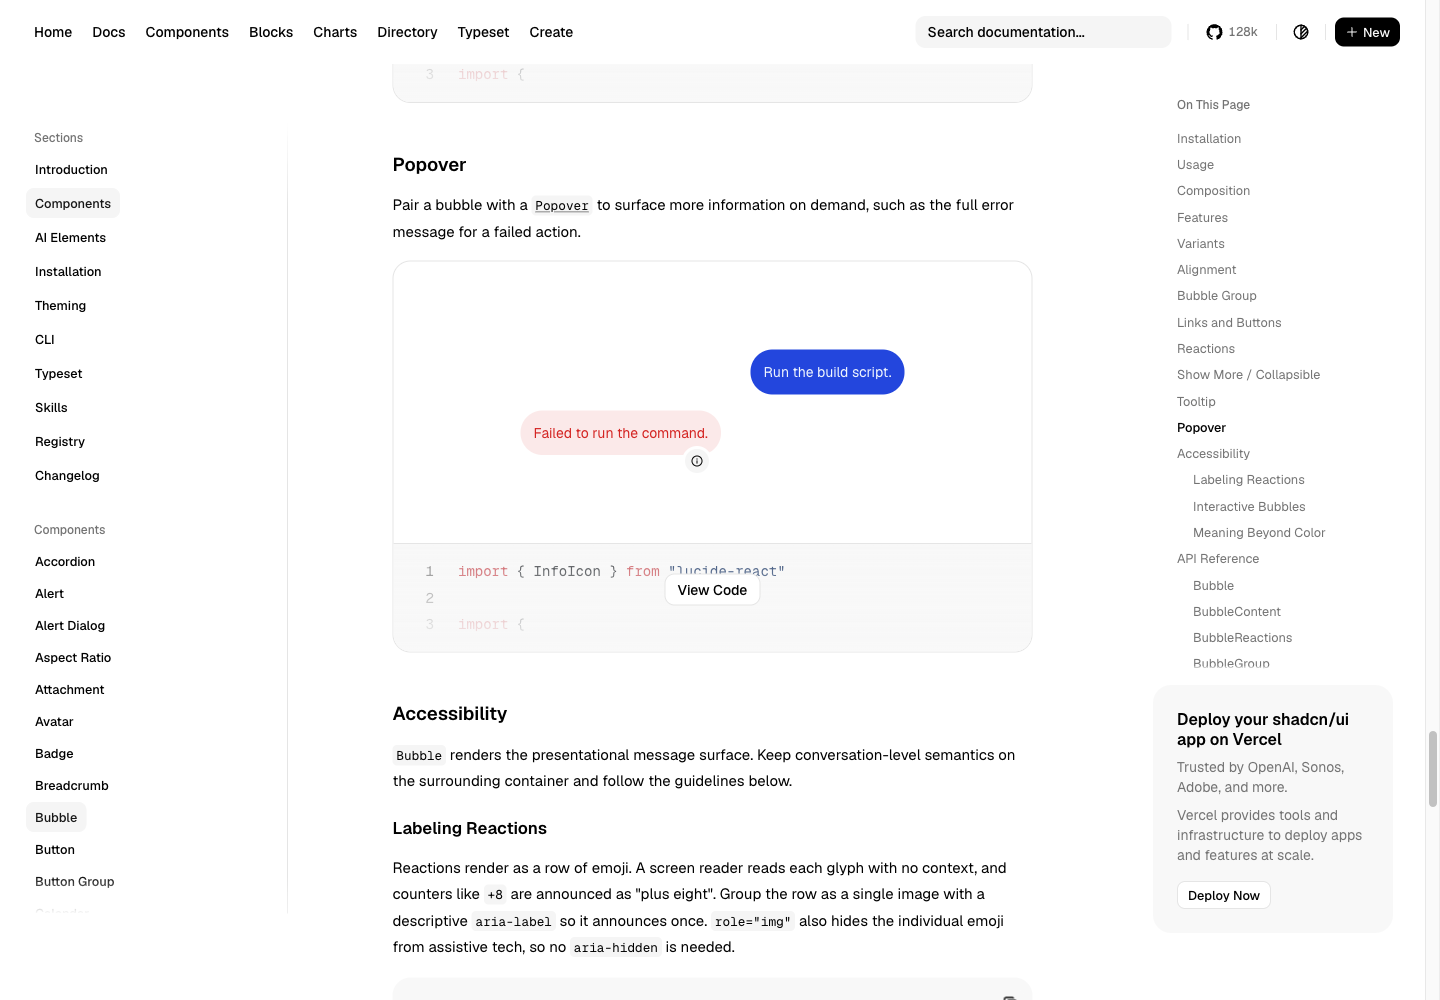 Home Docs Components Blocks Charts Directory Typeset Create
Search documentation...
128k
New
Sections
Introduction
Components
AI Elements
Installation
Theming
CLI
Typeset
Skills
Registry
Changelog
Components
Accordion
Alert
Alert Dialog
Aspect Ratio
Attachment
Avatar
Badge
Breadcrumb
Bubble
Button
Button Group
Calendar
3 import {
Popover
Pair a bubble with a Popover to surface more information on demand, such as the full error
message for a failed action.
Run the build script.
Failed to run the command.
1 import { InfoIcon } from "lucide-react"
2
3 import {
View Code
Accessibility
Bubble renders the presentational message surface. Keep conversation-level semantics on
the surrounding container and follow the guidelines below.
Labeling Reactions
Reactions render as a row of emoji. A screen reader reads each glyph with no context, and
counters like +8 are announced as "plus eight". Group the row as a single image with a
descriptive aria-label so it announces once. role="img" also hides the individual emoji
from assistive tech, so no aria-hidden is needed.
On This Page
Installation
Usage
Composition
Features
Variants
Alignment
Bubble Group
Links and Buttons
Reactions
Show More / Collapsible
Tooltip
Popover
Accessibility
Labeling Reactions
Interactive Bubbles
Meaning Beyond Color
API Reference
Bubble
BubbleContent
BubbleReactions
BubbleGroup
Deploy your shadcn/ui
app on Vercel
Trusted by OpenAI, Sonos,
Adobe, and more.
Vercel provides tools and
infrastructure to deploy apps
and features at scale.
Deploy Now